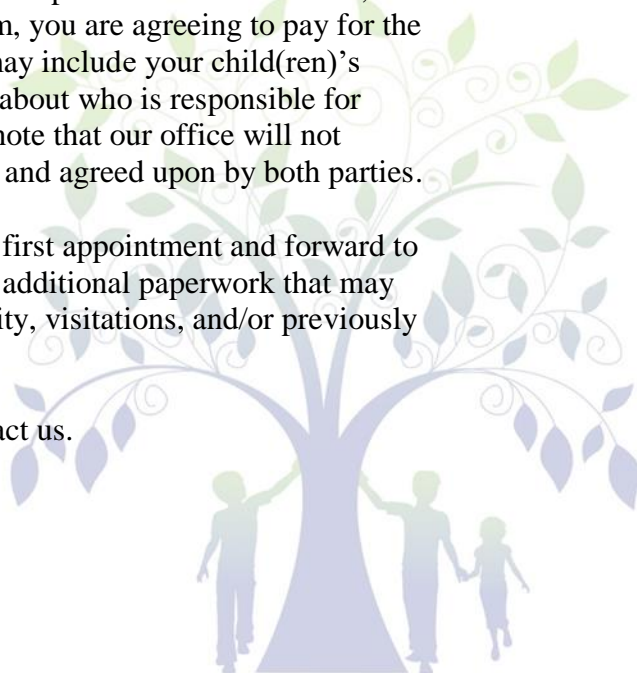 m, you are agreeing to pay for the
may include your child(ren)’s
about who is responsible for
note that our office will not
and agreed upon by both parties.
first appointment and forward to
additional paperwork that may
ity, visitations, and/or previously
act us.